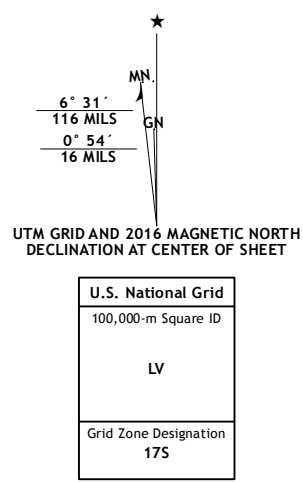 MN.
6° 31´
116 MILS
GN
0° 54´
16 MILS
UTM GRID AND 2016 MAGNETIC NORTH
DECLINATION AT CENTER OF SHEET
U.S. National Grid
100,000-m Square ID
LV
Grid Zone Designation
17S